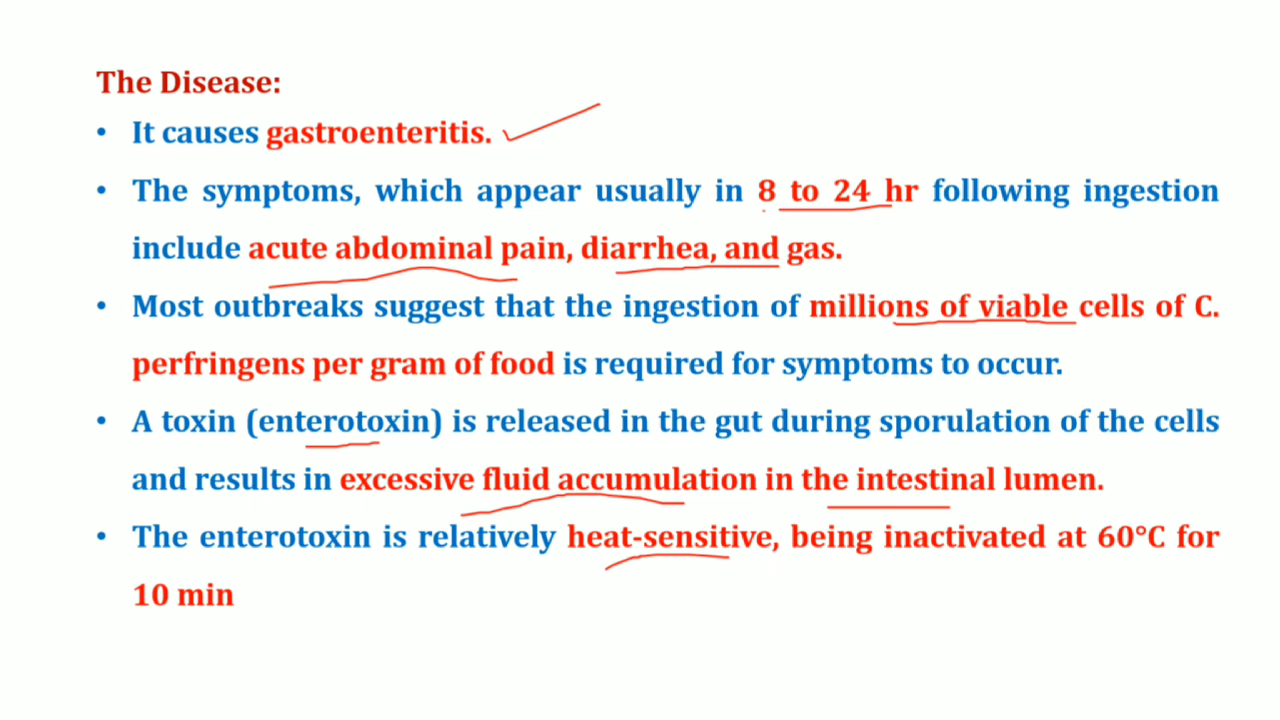 The Disease:
• It causes gastroenteritis.
• The symptoms, which appear usually in 8 to 24 hr following ingestion
include acute abdominal pain, diarrhea, and gas.
• Most outbreaks suggest that the ingestion of millions of viable cells of C.
perfringens per gram of food is required for symptoms to occur.
• A toxin (enterotoxin) is released in the gut during sporulation of the cells
and results in excessive fluid accumulation in the intestinal lumen.
• The enterotoxin is relatively heat-sensitive, being inactivated at 60°C for
10 min